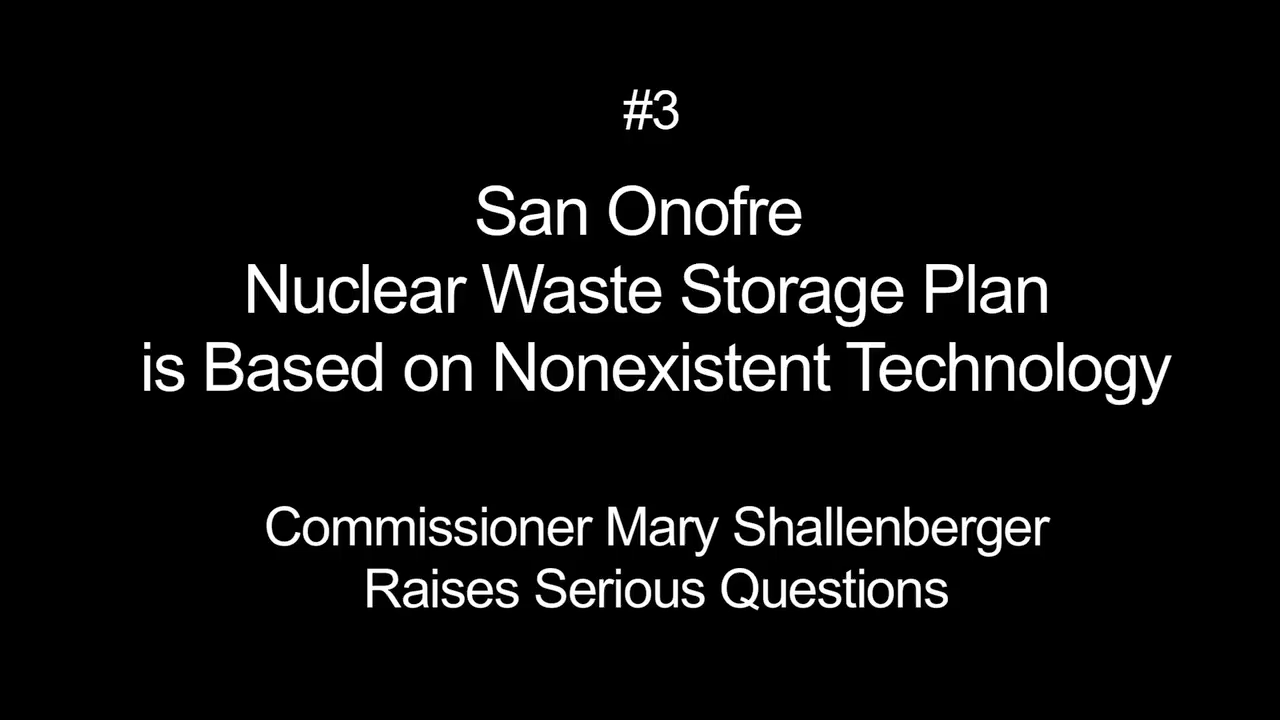 #3
San Onofre
Nuclear Waste Storage Plan
is Based on Nonexistent Technology
Commissioner Mary Shallenberger
Raises Serious Questions